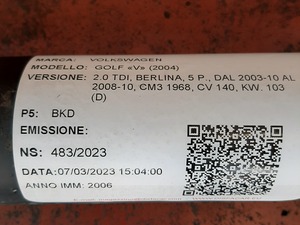 MARCA: VOLKSWAGEN
MODELLO: GOLF «V» (2004)
VERSIONE: 2.0 TDI, BERLINA, 5 P., DAL 2003-10 AL
2008-10, CM3 1968, CV 140, KW. 103
(D)
P5: BKD
EMISSIONE:
NS: 483/2023
DATA:07/03/2023 15:04:00
ANNO IMM: 2006